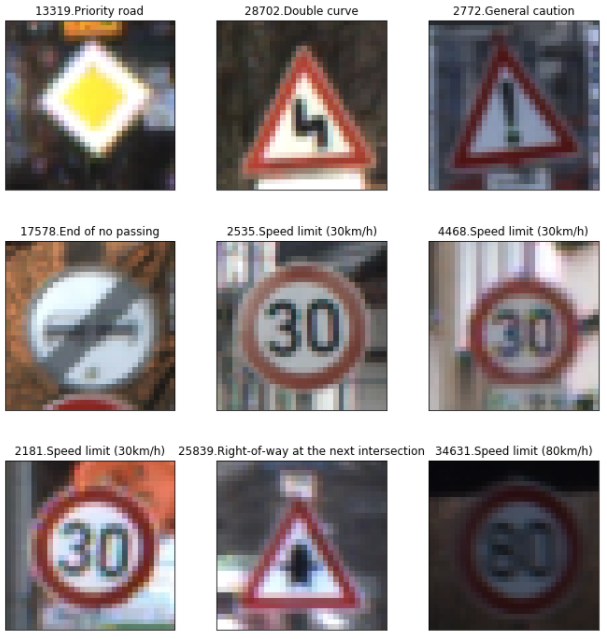 13319.Priority road
28702.Double curve
2772.General caution
17578.End of no passing
2535.Speed limit (30km/h)
4468.Speed limit (30km/h)
30
30
2181.Speed limit (30km/h)
25839.Right-of-way at the next intersection
34631.Speed limit (80km/h)
30
80